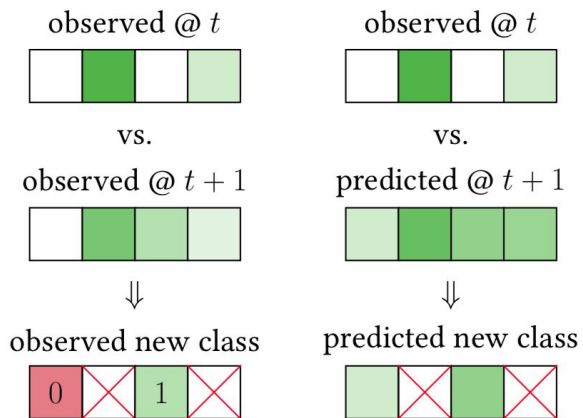 observed @ t
observed @ t
vs.
vs.
observed @ t + 1
predicted @ t + 1
⇓
⇓
observed new class
predicted new class
0
1